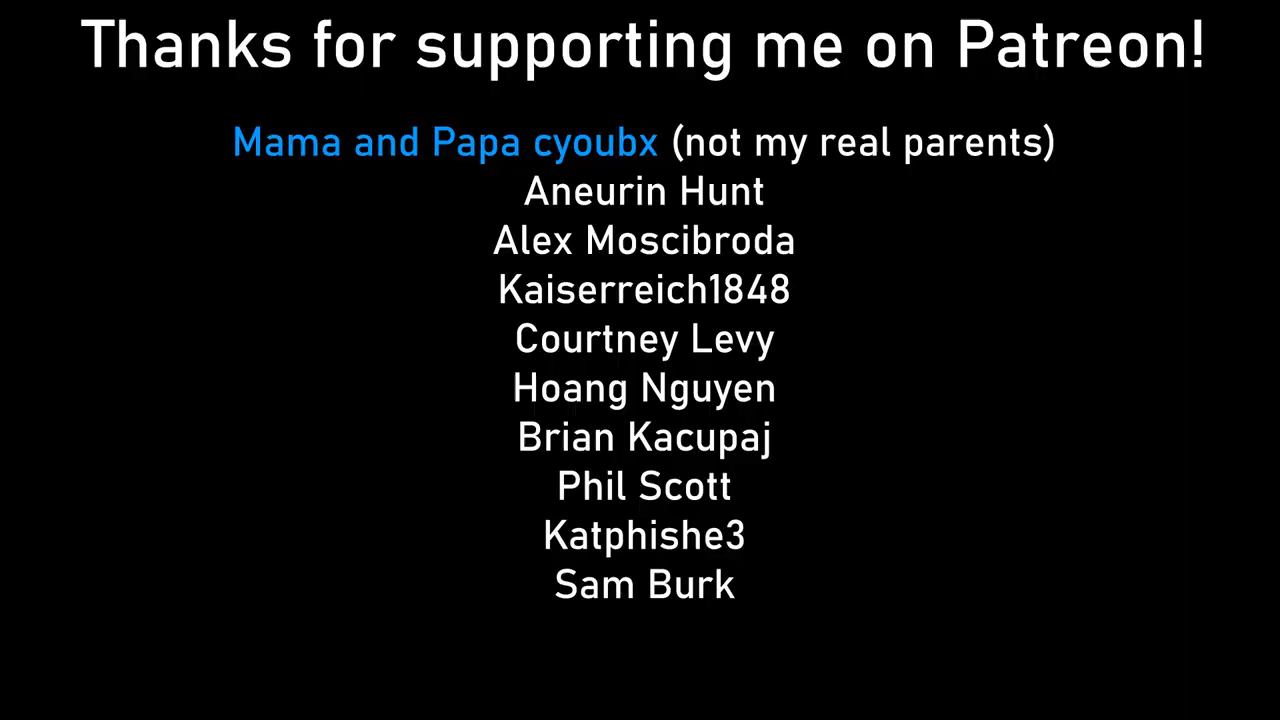 Thanks for supporting me on Patreon!
Mama and Papa cyoubx (not my real parents)
Aneurin Hunt
Alex Moscibroda
Kaiserreich1848
Courtney Levy
Hoang Nguyen
Brian Kacupaj
Phil Scott
Katphishe3
Sam Burk